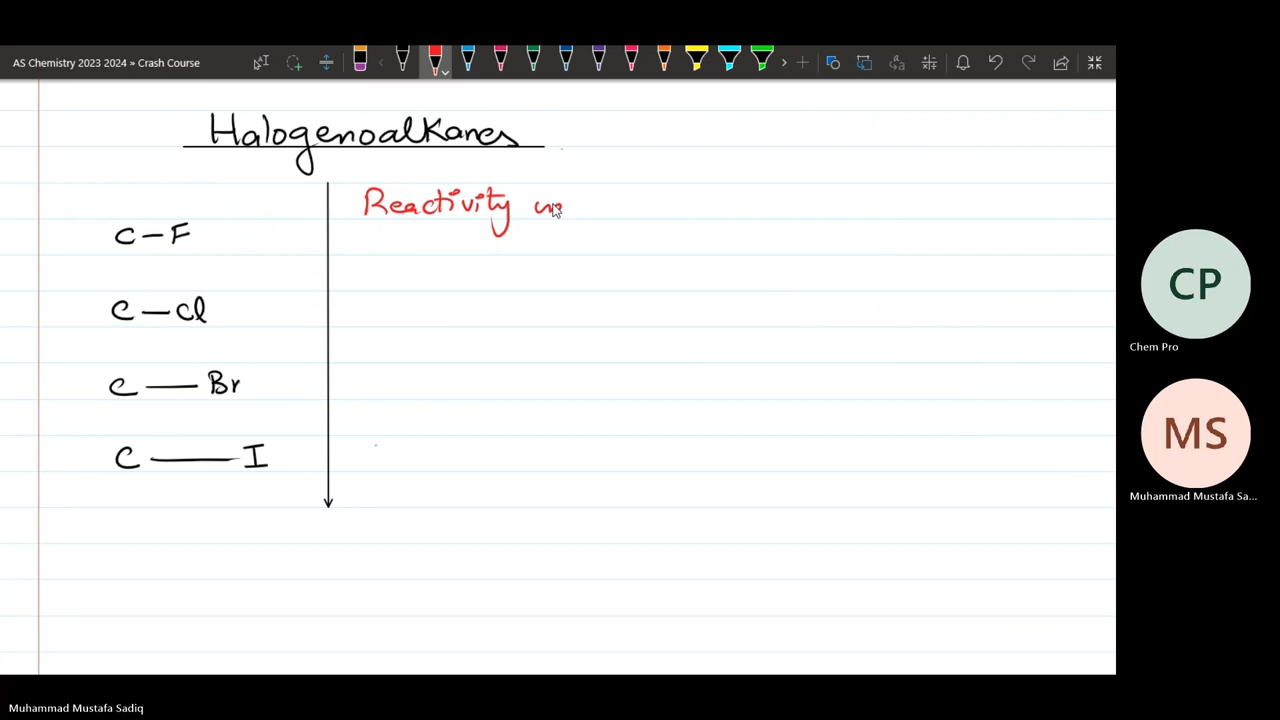 AS Chemistry 2023 2024 » Crash Course
Halogenoalkanes
Reactivity
C-F
C-Cl
C-Br
C-I
CP
Chem Pro
MS
Muhammad Mustafa Sa...
Muhammad Mustafa Sadiq